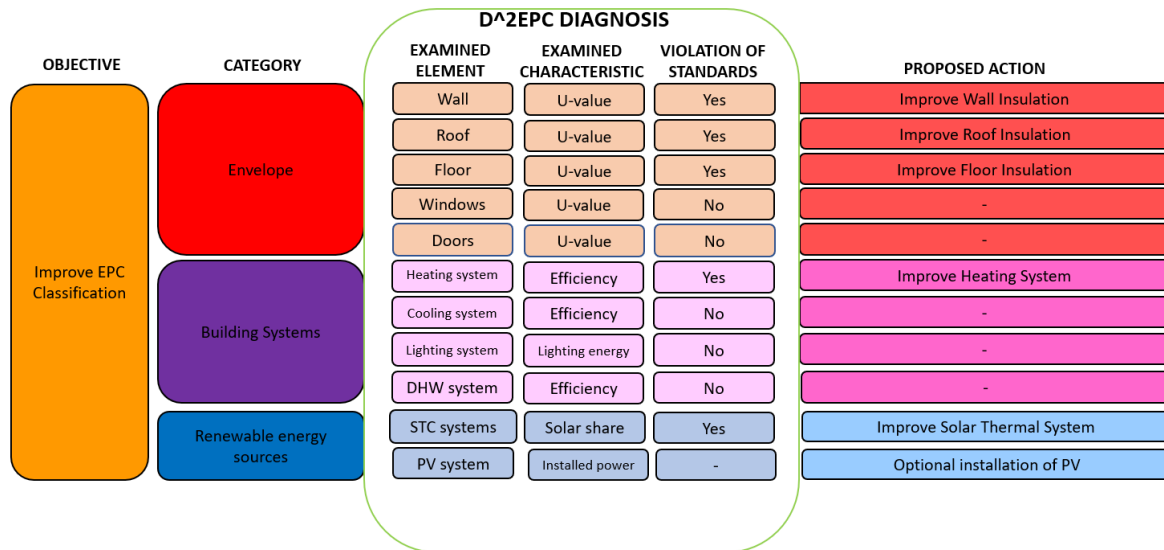 D^2EPC DIAGNOSIS
OBJECTIVE
CATEGORY
EXAMINED
ELEMENT
EXAMINED
CHARACTERISTIC
VIOLATION OF
STANDARDS
PROPOSED ACTION
Improve EPC
Classification
Envelope
Wall
U-value
Yes
Improve Wall Insulation
Roof
U-value
Yes
Improve Roof Insulation
Floor
U-value
Yes
Improve Floor Insulation
Windows
U-value
No
-
Doors
U-value
No
-
Building Systems
Heating system
Efficiency
Yes
Improve Heating System
Cooling system
Efficiency
No
-
Lighting system
Lighting energy
No
-
DHW system
Efficiency
No
-
Renewable energy
sources
STC systems
Solar share
Yes
Improve Solar Thermal System
PV system
Installed power
-
Optional installation of PV